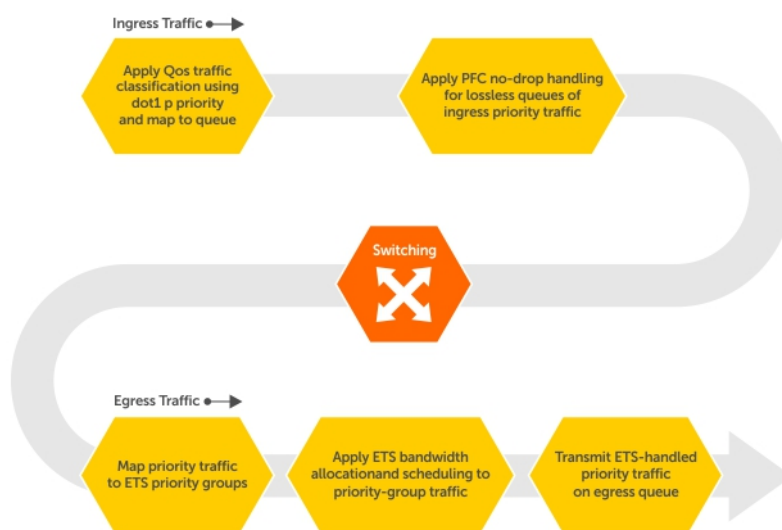 Ingress Traffic
Apply Qos traffic
classification using
dot1 p priority
and map to queue
Apply PFC no-drop handling
for lossless queues of
ingress priority traffic
Switching
Egress Traffic
Map priority traffic
to ETS priority groups
Apply ETS bandwidth
allocationand scheduling to
priority-group traffic
Transmit ETS-handled
priority traffic
on egress queue